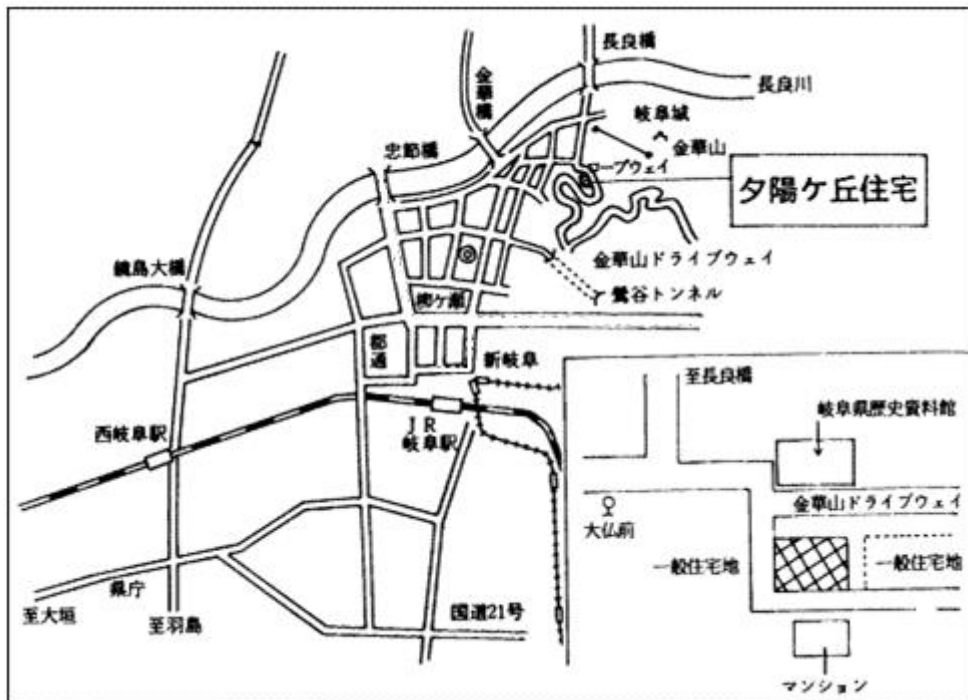 長良橋
長良川
金華橋
岐阜城
金華山
忠節橋
ロープウェイ
夕陽ケ丘住宅
金華山ドライブウェイ
鏡島大橋
鶯谷トンネル
柳ケ瀬
都通
新岐阜
至長良橋
岐阜県歴史資料館
西岐阜駅
JR
岐阜駅
金華山ドライブウェイ
大仏前
一般住宅地
一般住宅地
県庁
至大垣
至羽島
国道21号
マンション